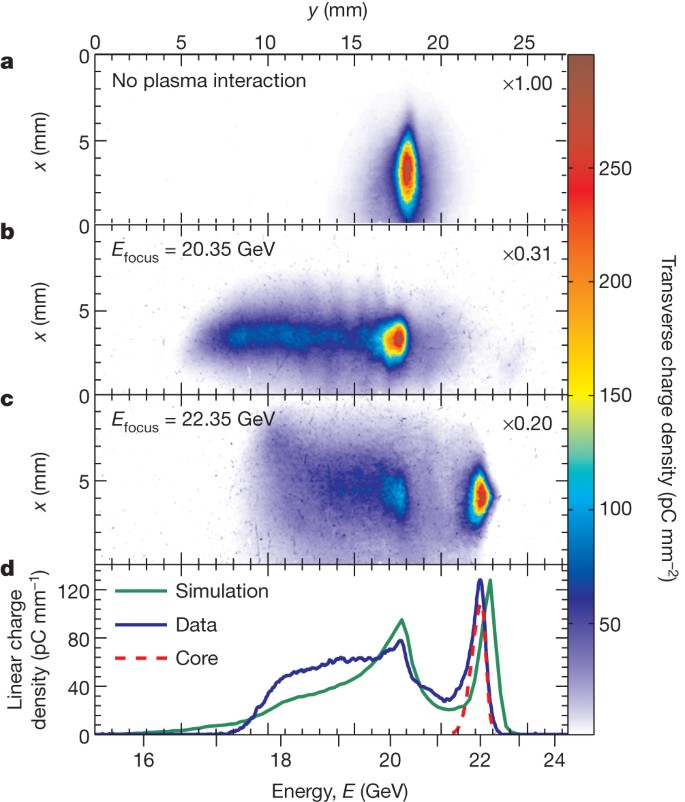 y (mm)
0 5 10 15 20 25
a
No plasma interaction
×1.00
0
5
x (mm)
b
E focus = 20.35 GeV
×0.31
0
5
x (mm)
c
E focus = 22.35 GeV
×0.20
0
5
x (mm)
d
Simulation
Data
Core
120
80
40
0
Linear charge
density (pC mm−1)
16 18 20 22 24
Energy, E (GeV)
250
200
150
100
50
Transverse charge density (pC mm−2)